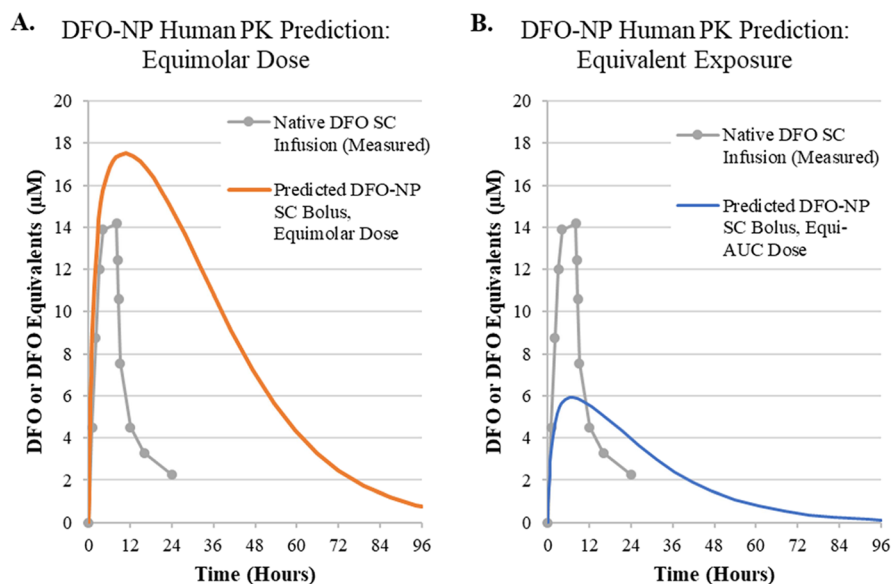 A.
DFO-NP Human PK Prediction:
Equimolar Dose
DFO or DFO Equivalents (µM)
20
18
16
14
12
10
8
6
4
2
0
Native DFO SC
Infusion (Measured)
Predicted DFO-NP
SC Bolus,
Equimolar Dose
0 12 24 36 48 60 72 84 96
Time (Hours)
B.
DFO-NP Human PK Prediction:
Equivalent Exposure
DFO or DFO Equivalents (µM)
20
18
16
14
12
10
8
6
4
2
0
Native DFO SC
Infusion (Measured)
Predicted DFO-NP
SC Bolus, Equi-
AUC Dose
0 12 24 36 48 60 72 84 96
Time (Hours)